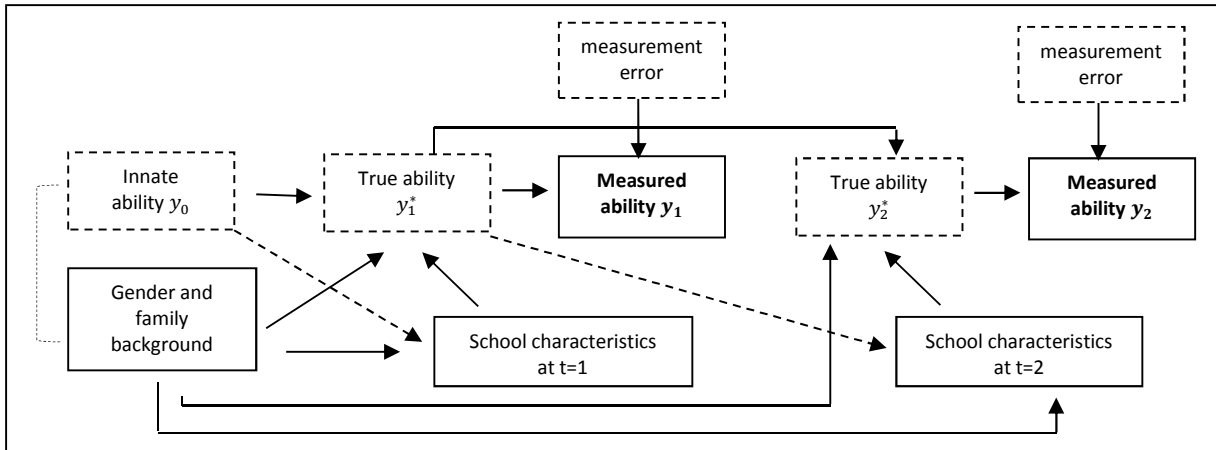 measurement
error
measurement
error
Innate
ability y₀
True ability
y₁*
Measured
ability y₁
True ability
y₂*
Measured
ability y₂
Gender and
family
background
School characteristics
at t=1
School characteristics
at t=2